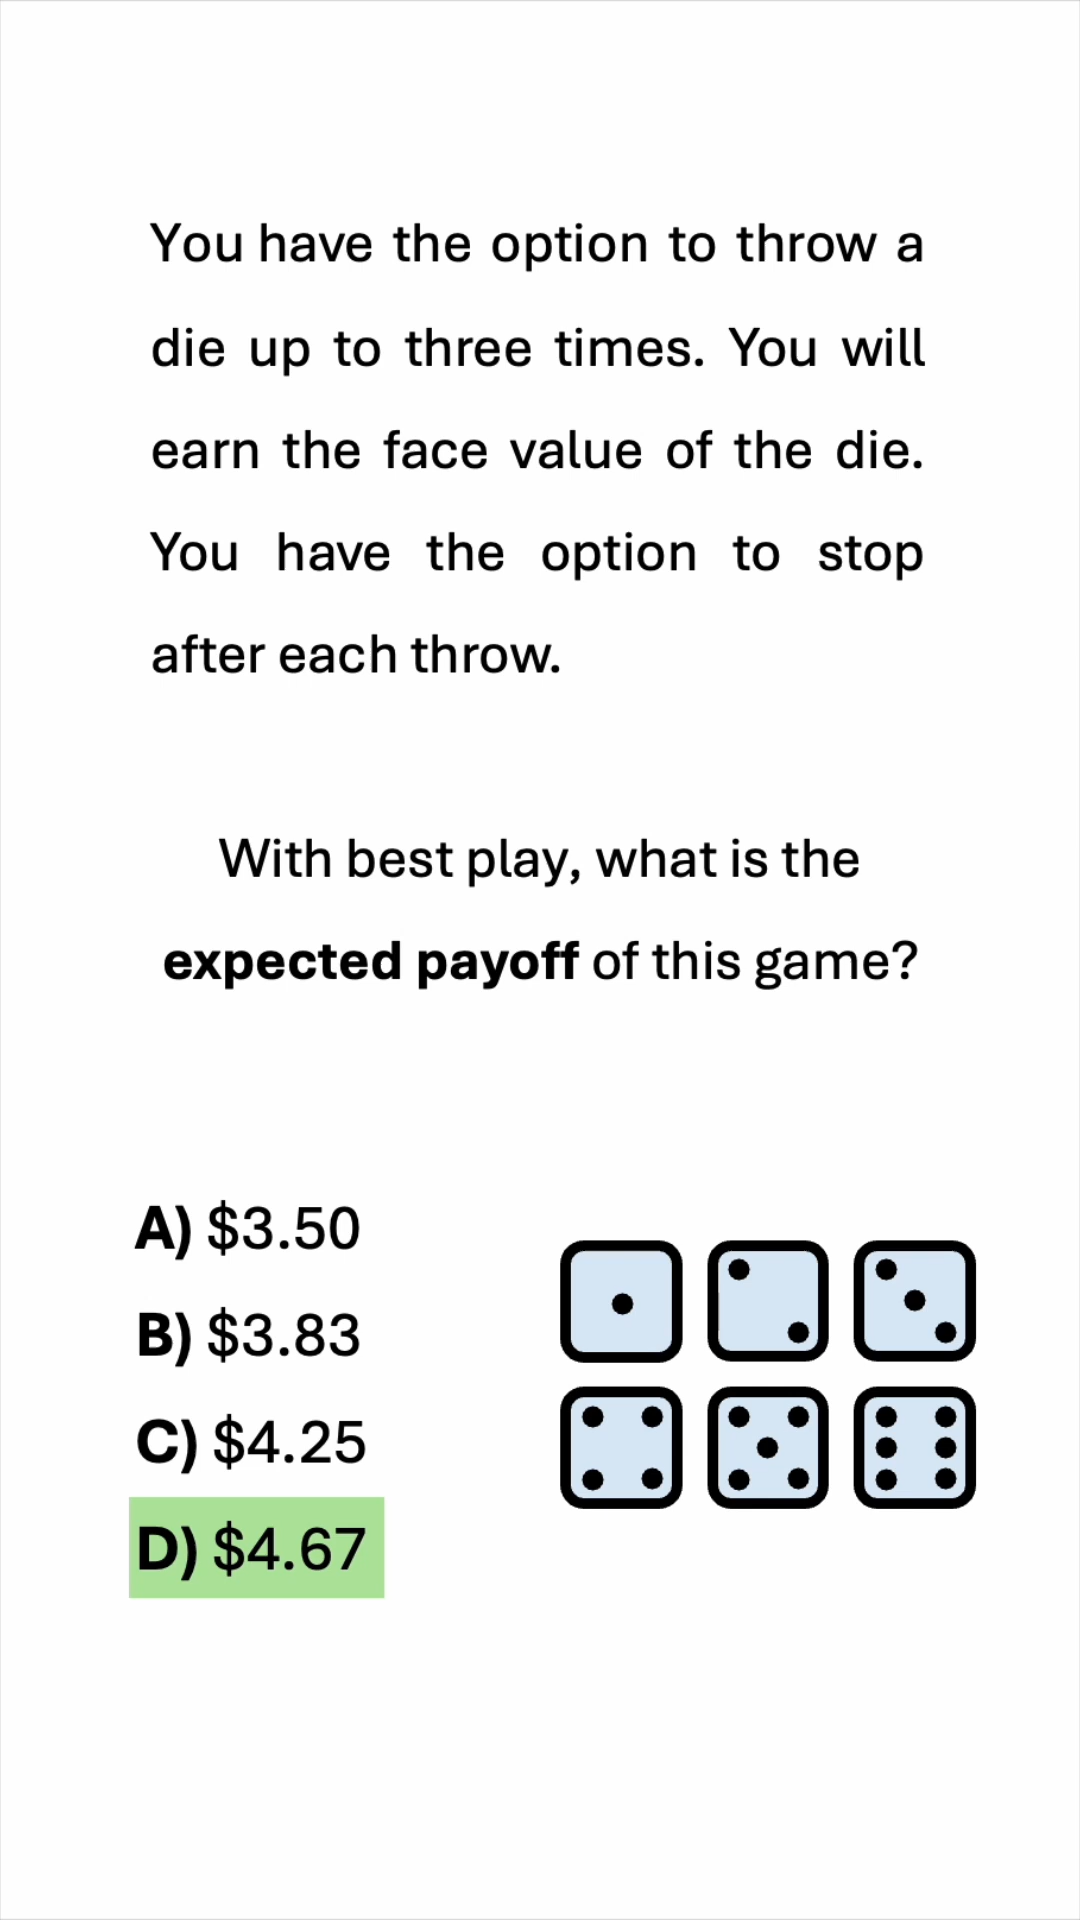 You have the option to throw a
die up to three times. You will
earn the face value of the die.
You have the option to stop
after each throw.
With best play, what is the
expected payoff of this game?
A) $3.50
B) $3.83
C) $4.25
D) $4.67